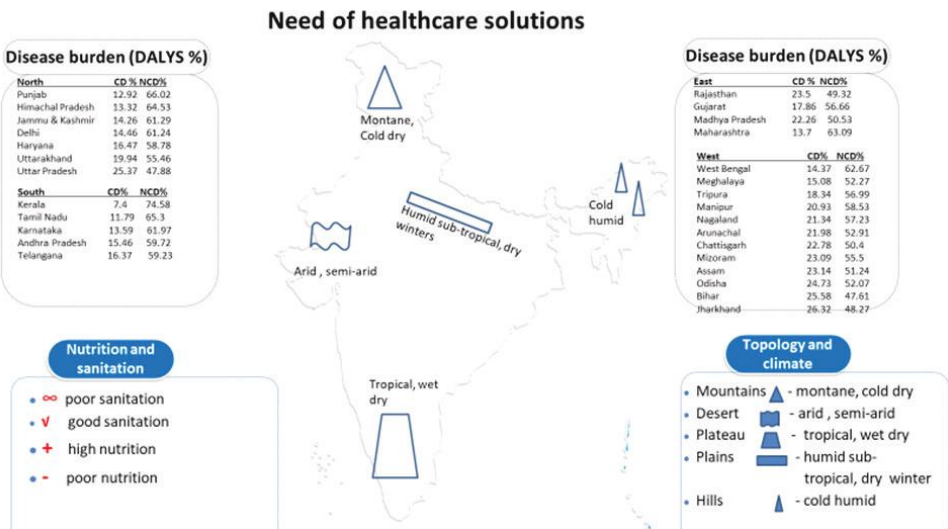 Need of healthcare solutions
Disease burden (DALYS %)
North CD % NCD%
Punjab 12.92 66.02
Himachal Pradesh 13.32 64.53
Jammu & Kashmir 14.26 61.29
Delhi 14.46 61.24
Haryana 16.47 58.78
Uttarakhand 19.94 55.46
Uttar Pradesh 25.37 47.88
South CD% NCD%
Kerala 7.4 74.58
Tamil Nadu 11.79 65.3
Karnataka 13.59 61.97
Andhra Pradesh 15.46 59.72
Telangana 16.37 59.23
Montane,
Cold dry
Humid sub-tropical, dry
winters
Cold
humid
Arid , semi-arid
Tropical, wet
dry
Disease burden (DALYS %)
East CD % NCD%
Rajasthan 23.5 49.32
Gujarat 17.86 56.66
Madhya Pradesh 22.26 50.53
Maharashtra 13.7 63.09
West CD% NCD%
West Bengal 14.37 62.67
Meghalaya 15.08 52.27
Tripura 18.34 56.99
Manipur 20.93 58.53
Nagaland 21.34 57.23
Arunachal 21.98 52.91
Chattisgarh 22.78 50.4
Mizoram 23.09 55.5
Assam 23.14 51.24
Odisha 24.73 52.07
Bihar 25.58 47.61
Jharkhand 26.32 48.27
Nutrition and
sanitation
• ∞ poor sanitation
• √ good sanitation
• + high nutrition
• - poor nutrition
Topology and
climate
• Mountains - montane, cold dry
• Desert - arid , semi-arid
• Plateau - tropical, wet dry
• Plains - humid sub-
tropical, dry winter
• Hills - cold humid